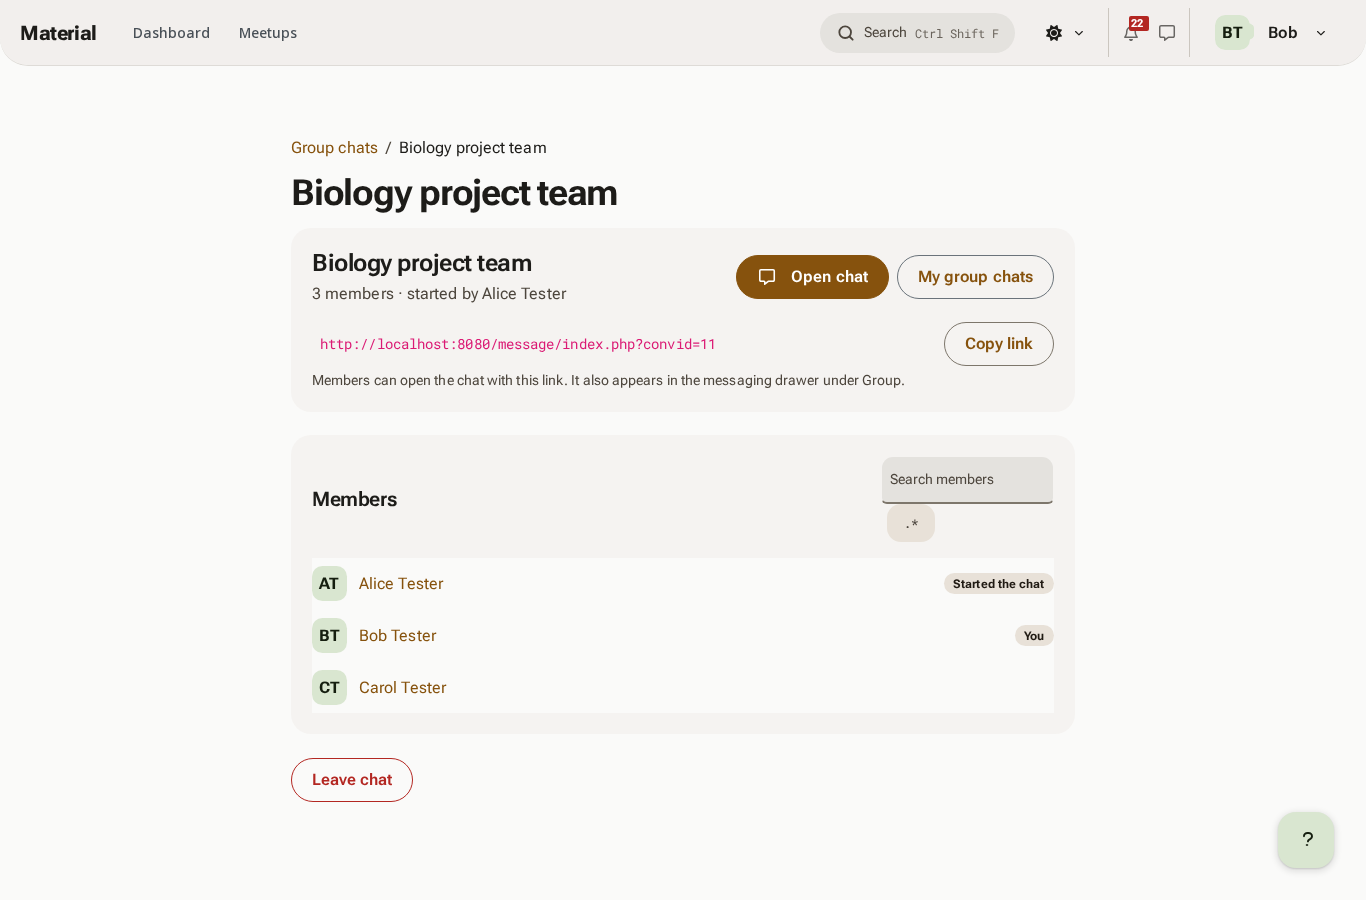 Material Dashboard Meetups Search Ctrl Shift F 22 BT Bob
Group chats / Biology project team
Biology project team
Biology project team
3 members · started by Alice Tester
Open chat My group chats
http://localhost:8080/message/index.php?convid=11 Copy link
Members can open the chat with this link. It also appears in the messaging drawer under Group.
Members
Search members
.*
AT Alice Tester Started the chat
BT Bob Tester You
CT Carol Tester
Leave chat
?